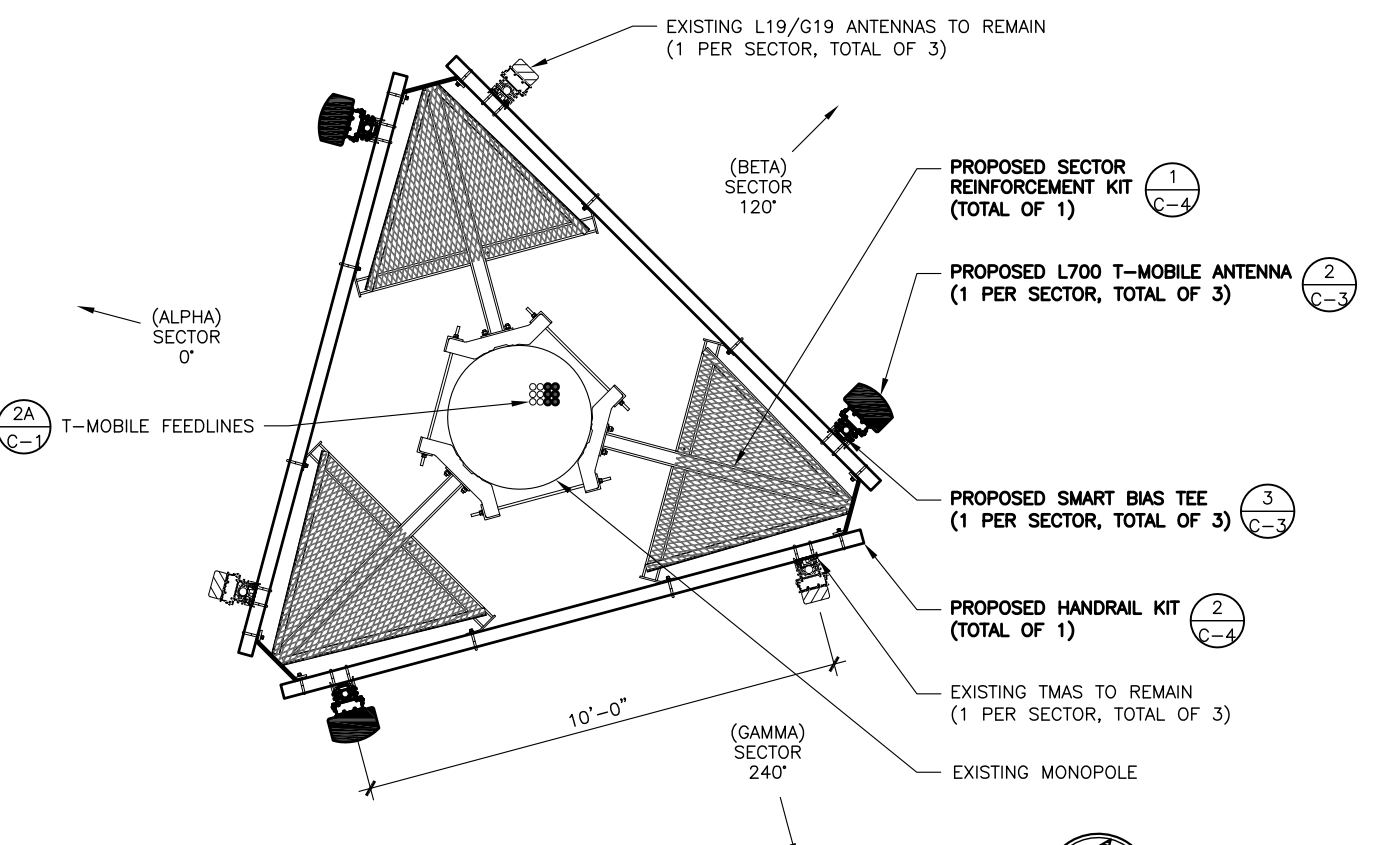 EXISTING L19/G19 ANTENNAS TO REMAIN
(1 PER SECTOR, TOTAL OF 3)
(BETA)
SECTOR
120°
PROPOSED SECTOR
REINFORCEMENT KIT
(TOTAL OF 1)
1
C-4
PROPOSED L700 T-MOBILE ANTENNA
(1 PER SECTOR, TOTAL OF 3)
2
C-3
(ALPHA)
SECTOR
0°
2A
C-1
T-MOBILE FEEDLINES
PROPOSED SMART BIAS TEE
(1 PER SECTOR, TOTAL OF 3)
3
C-3
PROPOSED HANDRAIL KIT
(TOTAL OF 1)
2
C-4
EXISTING TMAS TO REMAIN
(1 PER SECTOR, TOTAL OF 3)
10'-0"
(GAMMA)
SECTOR
240°
EXISTING MONOPOLE